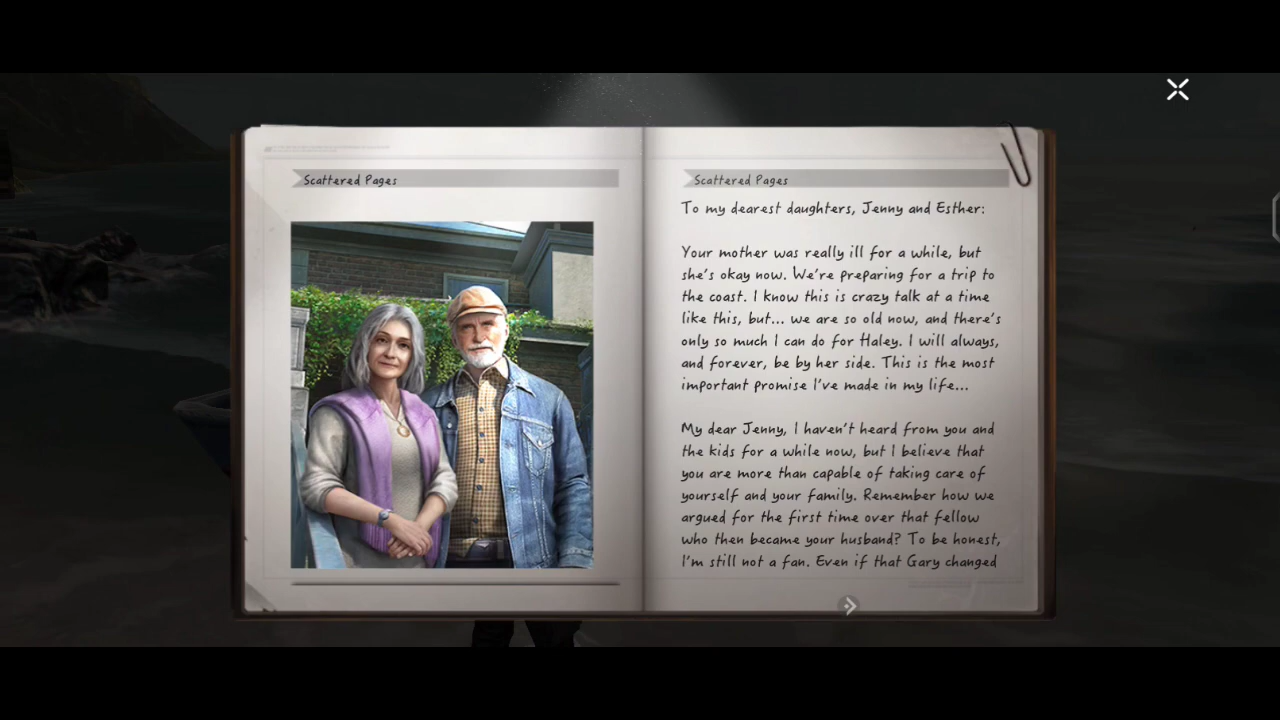 Scattered Pages
Scattered Pages
To my dearest daughters, Jenny and Esther:
Your mother was really ill for a while, but
she's okay now. We're preparing for a trip to
the coast. I know this is crazy talk at a time
like this, but... we are so old now, and there's
only so much I can do for Haley. I will always,
and forever, be by her side. This is the most
important promise I've made in my life...
My dear Jenny, I haven't heard from you and
the kids for a while now, but I believe that
you are more than capable of taking care of
yourself and your family. Remember how we
argued for the first time over that fellow
who then became your husband? To be honest,
I'm still not a fan. Even if that Gary changed